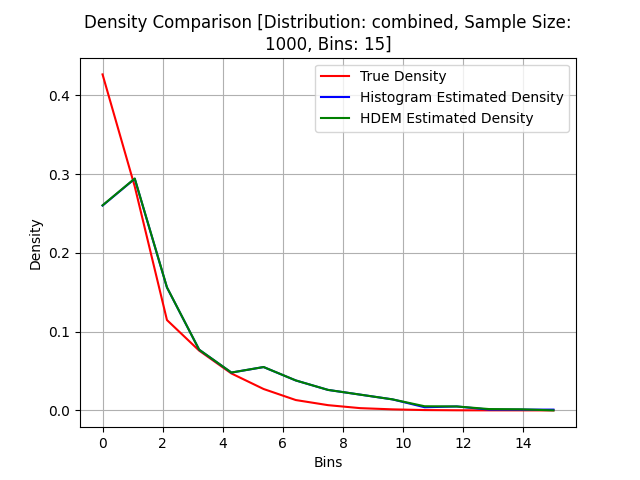 Density Comparison [Distribution: combined, Sample Size:
1000, Bins: 15]
True Density
Histogram Estimated Density
HDEM Estimated Density
Density
0.4
0.3
0.2
0.1
0.0
0 2 4 6 8 10 12 14
Bins